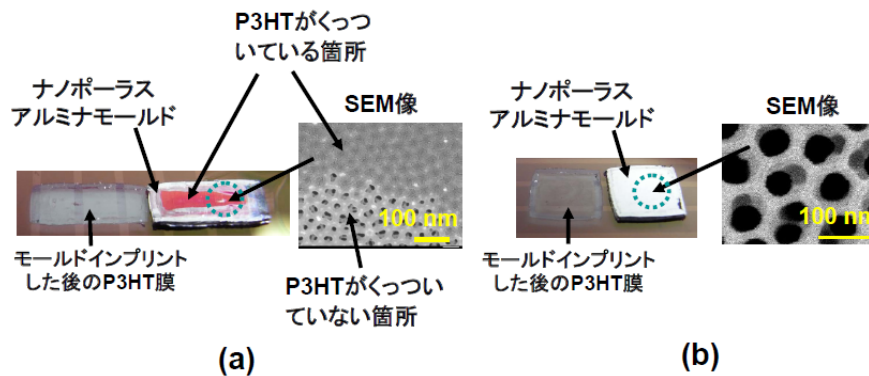 P3HTがくっつ
いている箇所
ナノポーラス
アルミナモールド
SEM像
100 nm
モールドインプリント
した後のP3HT膜
P3HTがくっつい
ていない箇所
(a)
ナノポーラス
アルミナモールド
SEM像
100 nm
モールドインプリント
した後のP3HT膜
(b)